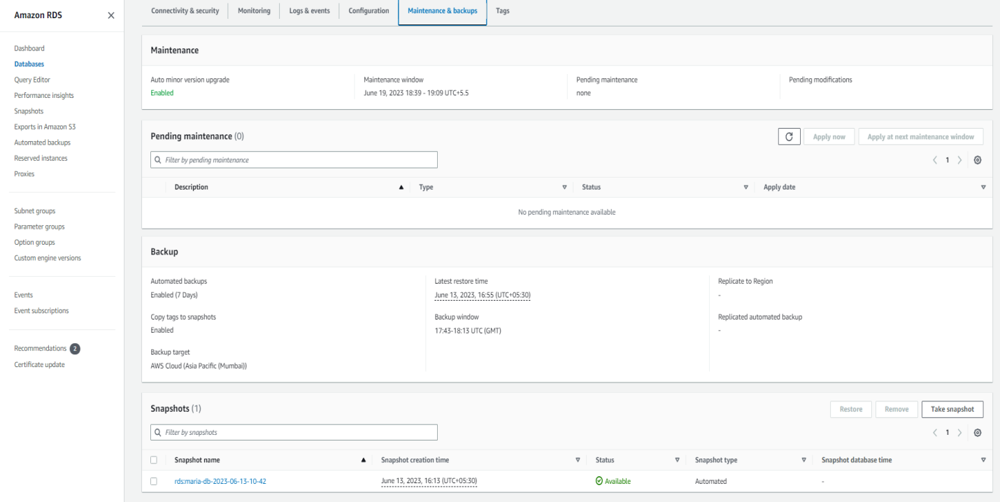 Amazon RDS
Dashboard
Databases
Query Editor
Performance insights
Snapshots
Exports in Amazon S3
Automated backups
Reserved instances
Proxies
Subnet groups
Parameter groups
Option groups
Custom engine versions
Events
Event subscriptions
Recommendations 2
Certificate update
Connectivity & security Monitoring Logs & events Configuration Maintenance & backups Tags
Maintenance
Auto minor version upgrade
Enabled
Maintenance window
June 19, 2023 18:39 - 19:09 UTC+5.5
Pending maintenance
none
Pending modifications
Pending maintenance (0)
Apply now Apply at next maintenance window
Filter by pending maintenance
1
Description Type Status Apply date
No pending maintenance available
Backup
Automated backups
Enabled (7 Days)
Copy tags to snapshots
Enabled
Backup target
AWS Cloud (Asia Pacific (Mumbai))
Latest restore time
June 13, 2023, 16:55 (UTC+05:30)
Backup window
17:43-18:13 UTC (GMT)
Replicate to Region
-
Replicated automated backup
-
Snapshots (1)
Restore Remove Take snapshot
Filter by snapshots
1
Snapshot name Snapshot creation time Status Snapshot type Snapshot database time
rds:maria-db-2023-06-13-10-42 June 13, 2023, 16:13 (UTC+05:30) Available Automated -